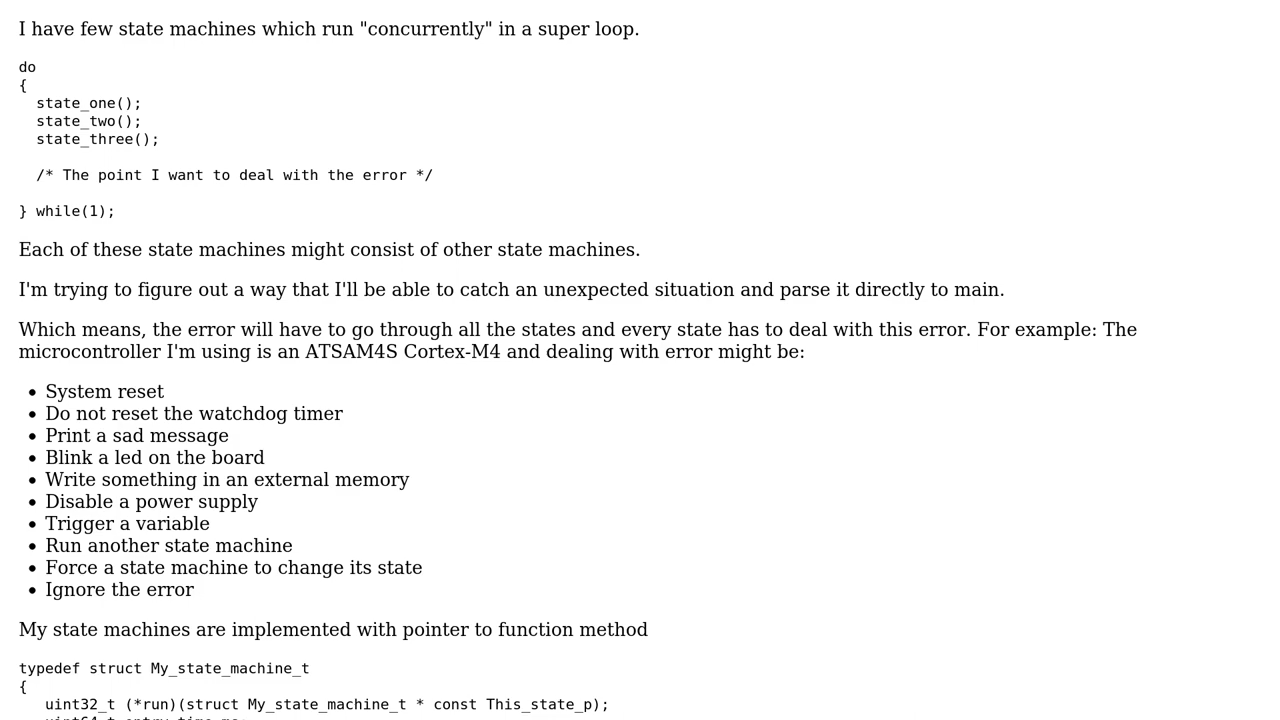 I have few state machines which run "concurrently" in a super loop.
do
{
  state_one();
  state_two();
  state_three();
  /* The point I want to deal with the error */
} while(1);
Each of these state machines might consist of other state machines.
I'm trying to figure out a way that I'll be able to catch an unexpected situation and parse it directly to main.
Which means, the error will have to go through all the states and every state has to deal with this error. For example: The
microcontroller I'm using is an ATSAM4S Cortex-M4 and dealing with error might be:
• System reset
• Do not reset the watchdog timer
• Print a sad message
• Blink a led on the board
• Write something in an external memory
• Disable a power supply
• Trigger a variable
• Run another state machine
• Force a state machine to change its state
• Ignore the error
My state machines are implemented with pointer to function method
typedef struct My_state_machine_t
{
   uint32_t (*run)(struct My_state_machine_t * const This_state_p);